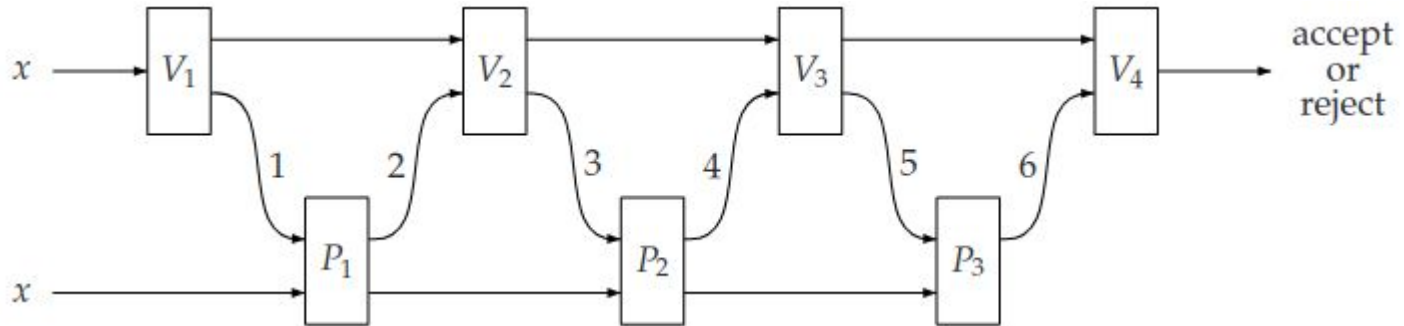 x
V₁
V₂
V₃
V₄
accept
or
reject
1
2
3
4
5
6
x
P₁
P₂
P₃